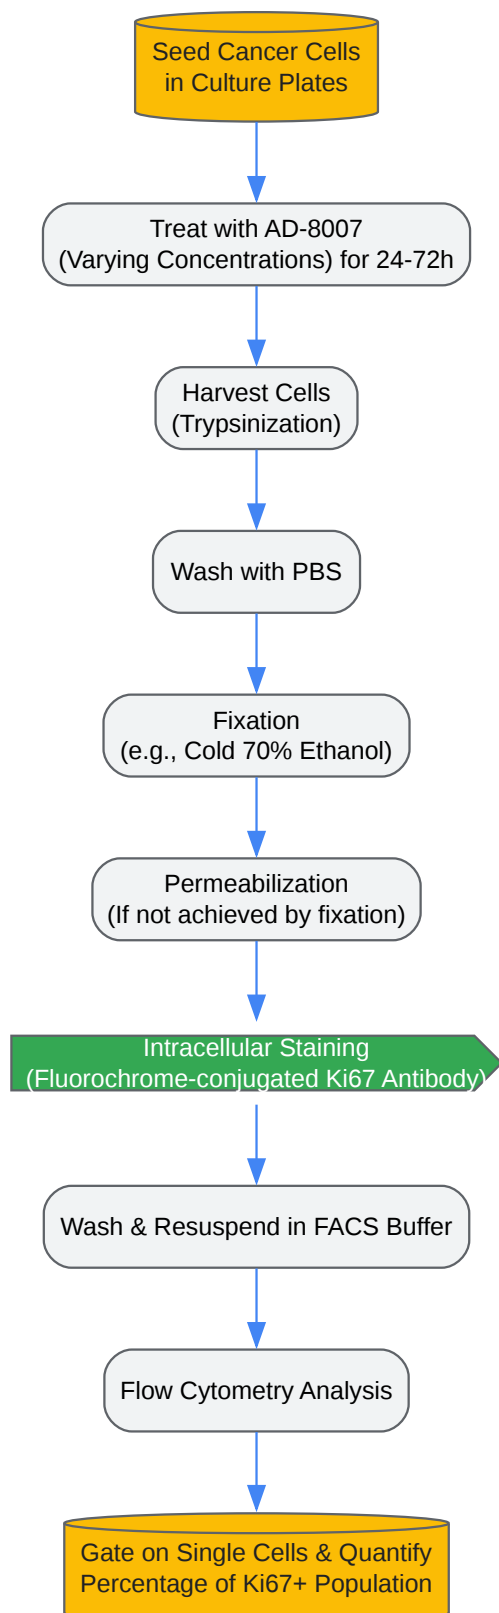 Seed Cancer Cells
in Culture Plates
Treat with AD-8007
(Varying Concentrations) for 24-72h
Harvest Cells
(Trypsinization)
Wash with PBS
Fixation
(e.g., Cold 70% Ethanol)
Permeabilization
(If not achieved by fixation)
Intracellular Staining
(Fluorochrome-conjugated Ki67 Antibody)
Wash & Resuspend in FACS Buffer
Flow Cytometry Analysis
Gate on Single Cells & Quantify
Percentage of Ki67+ Population